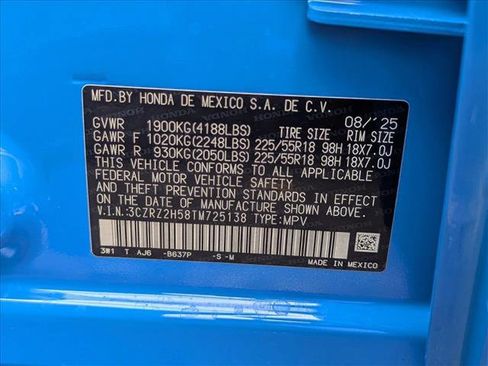 MFD.BY HONDA DE MEXICO S.A. DE C.V.
08/'25
GVWR 1900KG(4188LBS) TIRE SIZE RIM SIZE
GAWR F 1020KG(2248LBS) 225/55R18 98H 18X7.0J
GAWR R 930KG(2050LBS) 225/55R18 98H 18X7.0J
THIS VEHICLE CONFORMS TO ALL APPLICABLE
FEDERAL MOTOR VEHICLE SAFETY
STANDARDS IN EFFECT ON THE DATE OF
MANUFACTURE SHOWN ABOVE.
V.I.N:3CZRZ2H58TM725138 TYPE:MPV
3W1 T AJ6 -B637P -S -M
MADE IN MEXICO